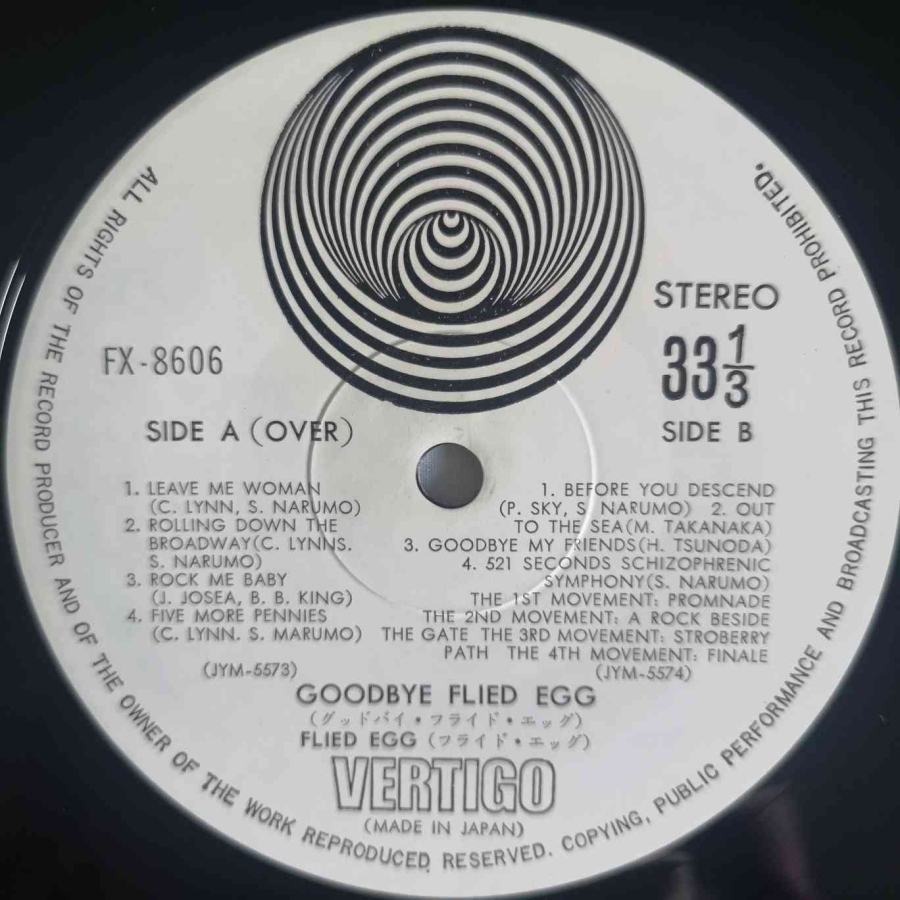 ALL RIGHTS OF THE RECORD PRODUCER AND OF THE OWNER OF THE WORK REPRODUCED RESERVED. COPYING, PUBLIC PERFORMANCE AND BROADCASTING THIS RECORD PROHIBITED.
STEREO
FX-8606
33 1/3
SIDE A (OVER)
SIDE B
1. LEAVE ME WOMAN
(C. LYNN, S. NARUMO)
2. ROLLING DOWN THE
BROADWAY(C. LYNNS.
S. NARUMO)
3. ROCK ME BABY
(J. JOSEA, B. B. KING)
4. FIVE MORE PENNIES
(C. LYNN. S. MARUMO)
(JYM-5573)
1. BEFORE YOU DESCEND
(P. SKY, S. NARUMO) 2. OUT
TO THE SEA(M. TAKANAKA)
3. GOODBYE MY FRIENDS(H. TSUNODA)
4. 521 SECONDS SCHIZOPHRENIC
SYMPHONY(S. NARUMO)
THE 1ST MOVEMENT: PROMNADE
THE 2ND MOVEMENT: A ROCK BESIDE
THE GATE THE 3RD MOVEMENT: STROBERRY
PATH THE 4TH MOVEMENT: FINALE
(JYM-5574)
GOODBYE FLIED EGG
(グッドバイ・フライド・エッグ)
FLIED EGG (フライド・エッグ)
VERTIGO
(MADE IN JAPAN)